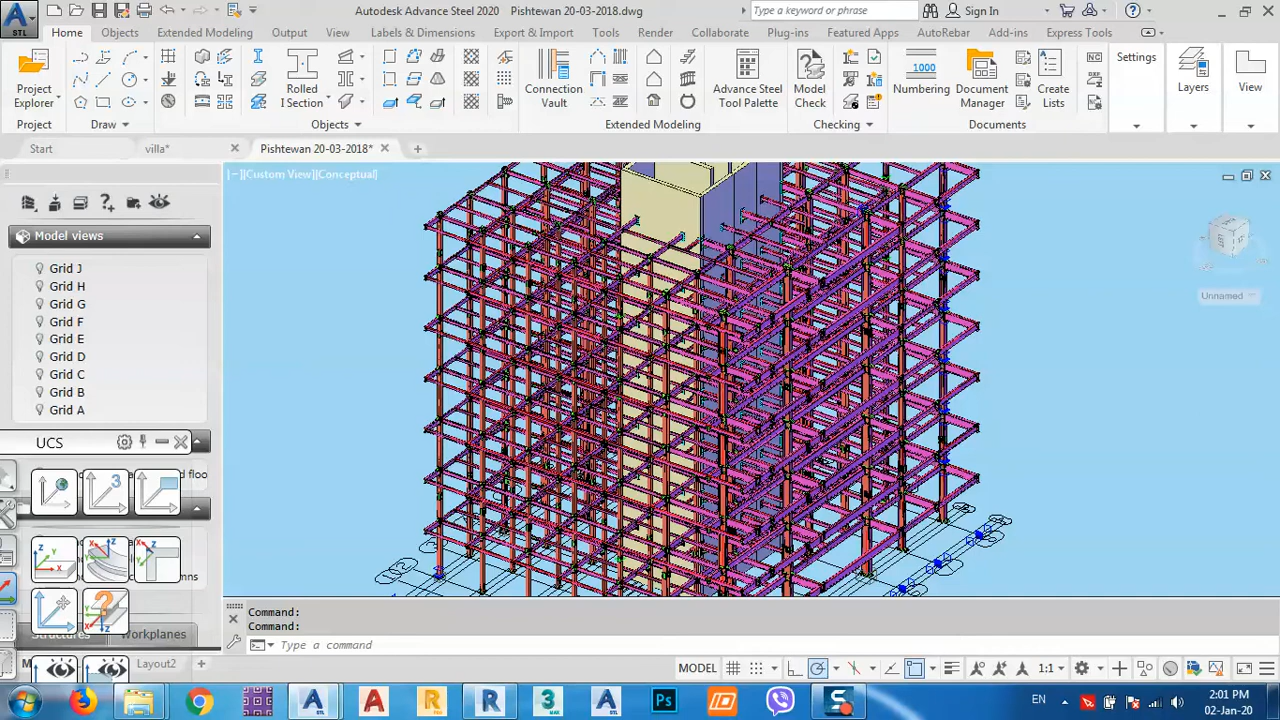 Autodesk Advance Steel 2020 Pishtewan 20-03-2018.dwg
Type a keyword or phrase
Sign In
STL
Home Objects Extended Modeling Output View Labels & Dimensions Export & Import Tools Render Collaborate Plug-ins Featured Apps AutoRebar Add-ins Express Tools
Project Explorer
Rolled I Section
Connection Vault
Advance Steel Tool Palette
Model Check
1000
Numbering
Document Manager
Create Lists
Settings
Layers
View
NC
Project Draw Objects Extended Modeling Checking Documents
Start villa* Pishtewan 20-03-2018*
[−][Custom View][Conceptual]
Unnamed
Model views
Grid J
Grid H
Grid G
Grid F
Grid E
Grid D
Grid C
Grid B
Grid A
UCS
d floo
mns
Structures Workplanes
M Layout2
Command:
Command:
Type a command
MODEL
1:1
EN
2:01 PM
02-Jan-20